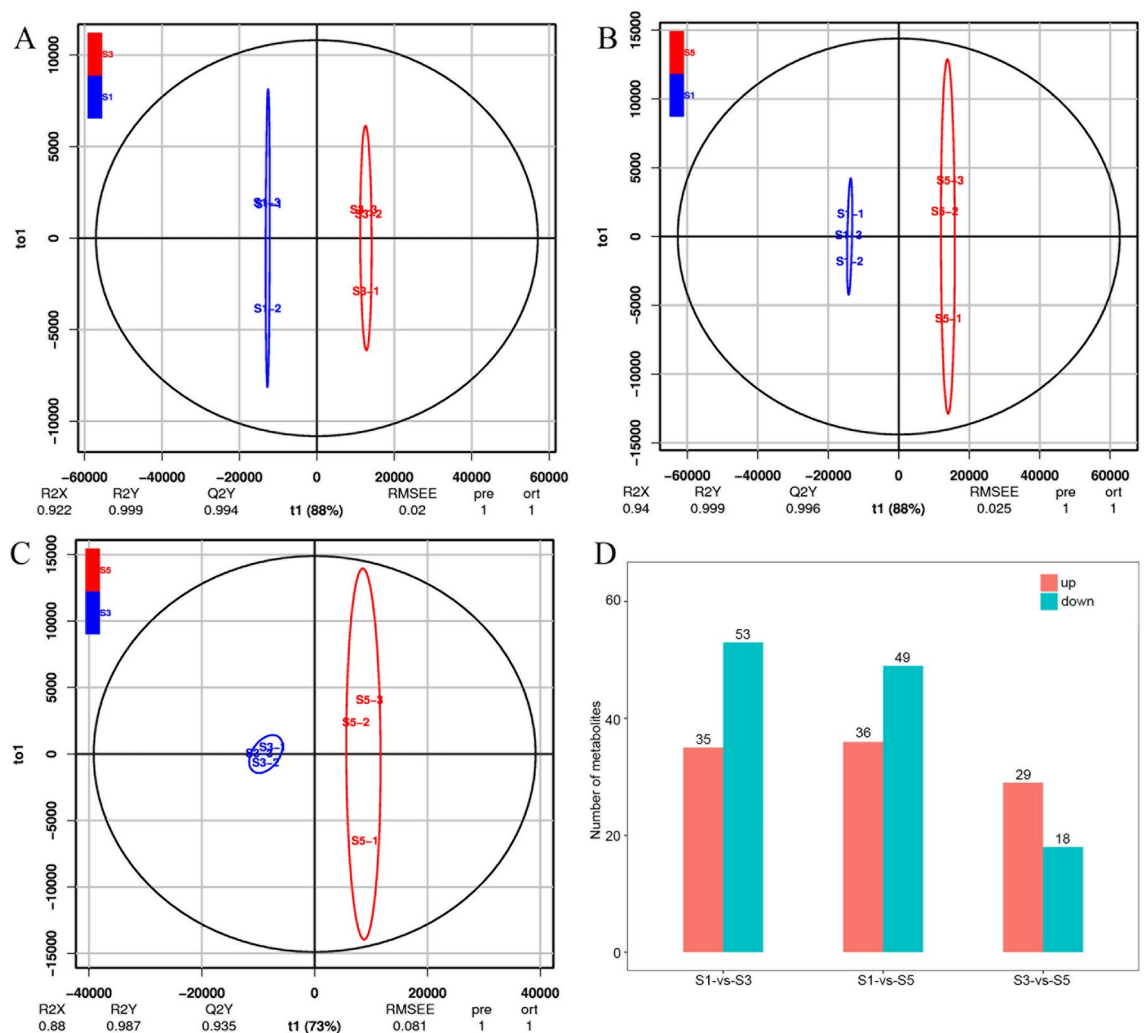 A
S3
S1
to1
10000
5000
0
−5000
−10000
S1−2
S3−2
S3−1
−60000 −40000 −20000 0 20000 40000 60000
R2X R2Y Q2Y RMSEE pre ort
0.922 0.999 0.994 t1 (88%) 0.02 1 1
B
S5
S1
to1
15000
10000
5000
0
−5000
−10000
−15000
S1−1
S1−3
S1−2
S5−3
S5−2
S5−1
−60000 −40000 −20000 0 20000 40000 60000
R2X R2Y Q2Y RMSEE pre ort
0.94 0.999 0.996 t1 (88%) 0.025 1 1
C
S5
S3
to1
15000
10000
5000
0
−5000
−10000
−15000
S3−1
S3−2
S5−3
S5−2
S5−1
−40000 −20000 0 20000 40000
R2X R2Y Q2Y RMSEE pre ort
0.88 0.987 0.935 t1 (73%) 0.081 1 1
D
up
down
Number of metabolites
60
40
20
0
35
53
36
49
29
18
S1-vs-S3 S1-vs-S5 S3-vs-S5